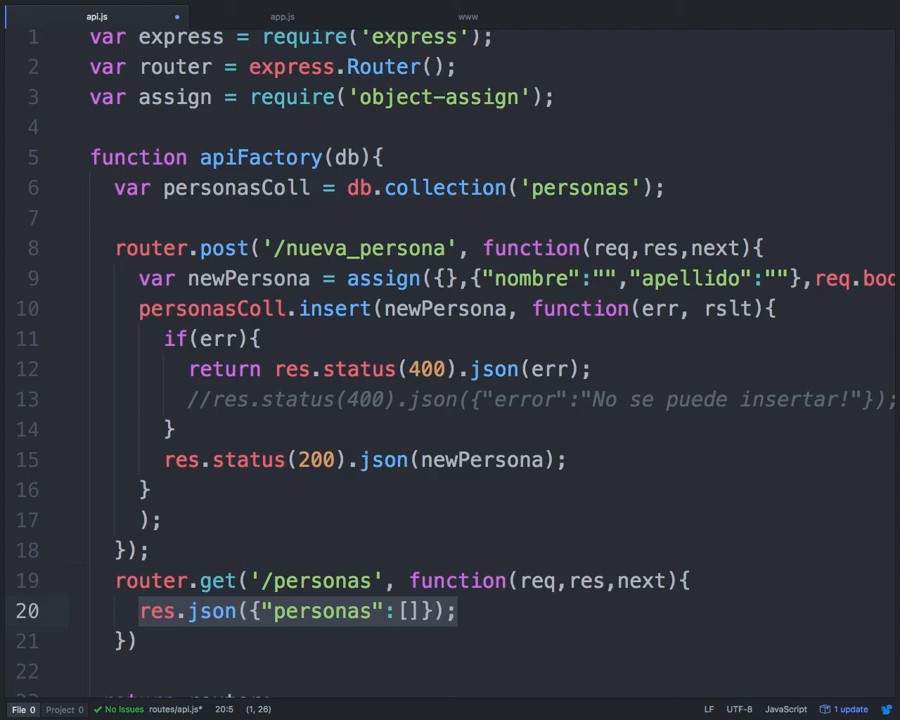 api.js
app.js
www
1 var express = require('express');
2 var router = express.Router();
3 var assign = require('object-assign');
4
5 function apiFactory(db){
6 var personasColl = db.collection('personas');
7
8 router.post('/nueva_persona', function(req,res,next){
9 var newPersona = assign({},{"nombre":"","apellido":""},req.bod
10 personasColl.insert(newPersona, function(err, rslt){
11 if(err){
12 return res.status(400).json(err);
13 //res.status(400).json({"error":"No se puede insertar!"});
14 }
15 res.status(200).json(newPersona);
16 }
17 );
18 });
19 router.get('/personas', function(req,res,next){
20 res.json({"personas":[]});
21 })
22
File 0 Project 0 No Issues routes/api.js* 20:5 (1, 26) LF UTF-8 JavaScript 1 update